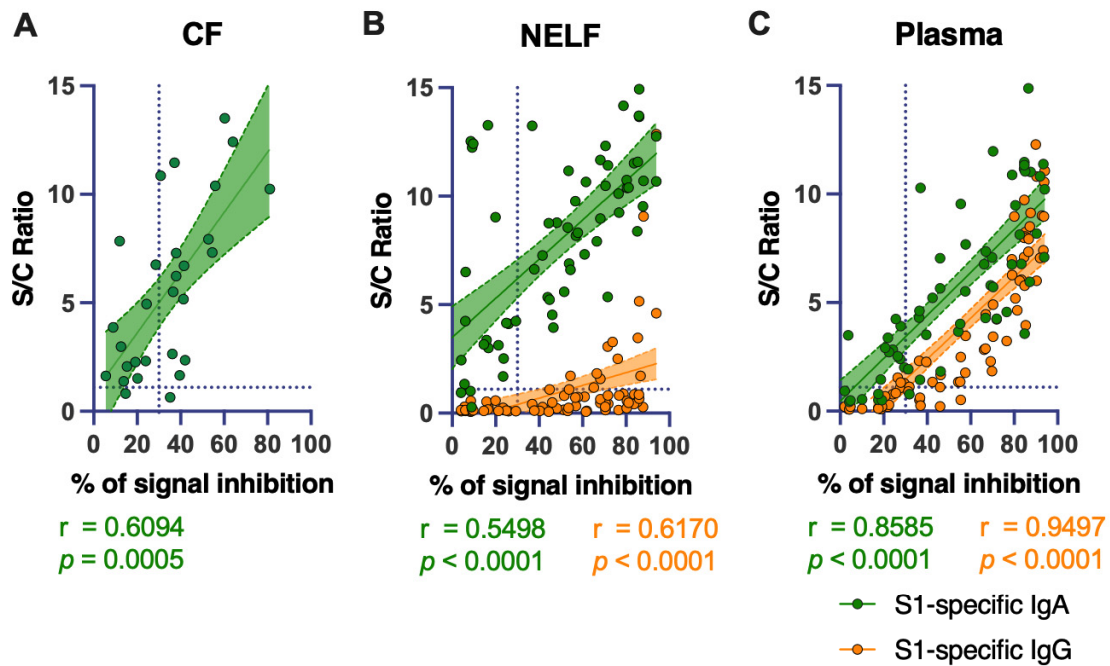 A
CF
S/C Ratio
15
10
5
0
0 20 40 60 80 100
% of signal inhibition
r = 0.6094
p = 0.0005
B
NELF
S/C Ratio
15
10
5
0
0 20 40 60 80 100
% of signal inhibition
r = 0.5498 r = 0.6170
p < 0.0001 p < 0.0001
C
Plasma
S/C Ratio
15
10
5
0
0 20 40 60 80 100
% of signal inhibition
r = 0.8585 r = 0.9497
p < 0.0001 p < 0.0001
S1-specific IgA
S1-specific IgG